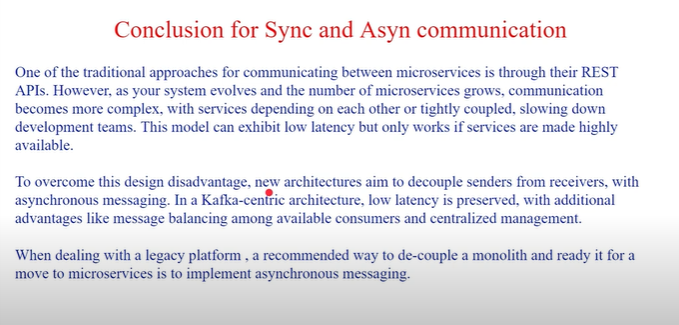 Conclusion for Sync and Asyn communication
One of the traditional approaches for communicating between microservices is through their REST
APIs. However, as your system evolves and the number of microservices grows, communication
becomes more complex, with services depending on each other or tightly coupled, slowing down
development teams. This model can exhibit low latency but only works if services are made highly
available.
To overcome this design disadvantage, new architectures aim to decouple senders from receivers, with
asynchronous messaging. In a Kafka-centric architecture, low latency is preserved, with additional
advantages like message balancing among available consumers and centralized management.
When dealing with a legacy platform , a recommended way to de-couple a monolith and ready it for a
move to microservices is to implement asynchronous messaging.